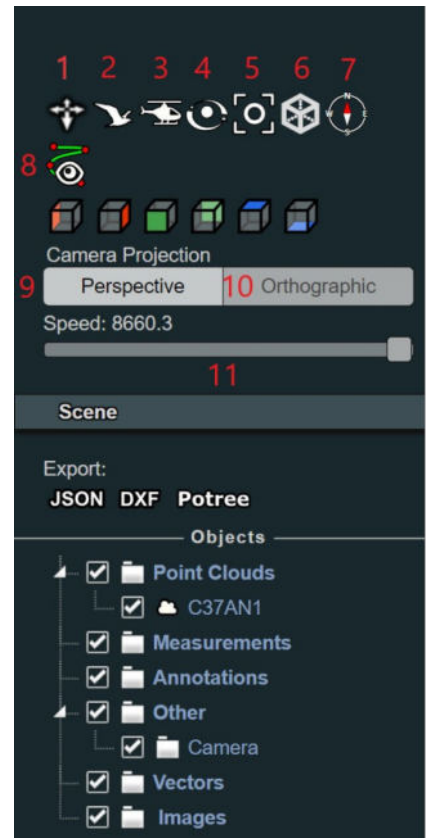 1 2 3 4 5 6 7
N
W E
S
8
Camera Projection
9 Perspective 10 Orthographic
Speed: 8660.3
11
Scene
Export:
JSON DXF Potree
Objects
Point Clouds
C37AN1
Measurements
Annotations
Other
Camera
Vectors
Images